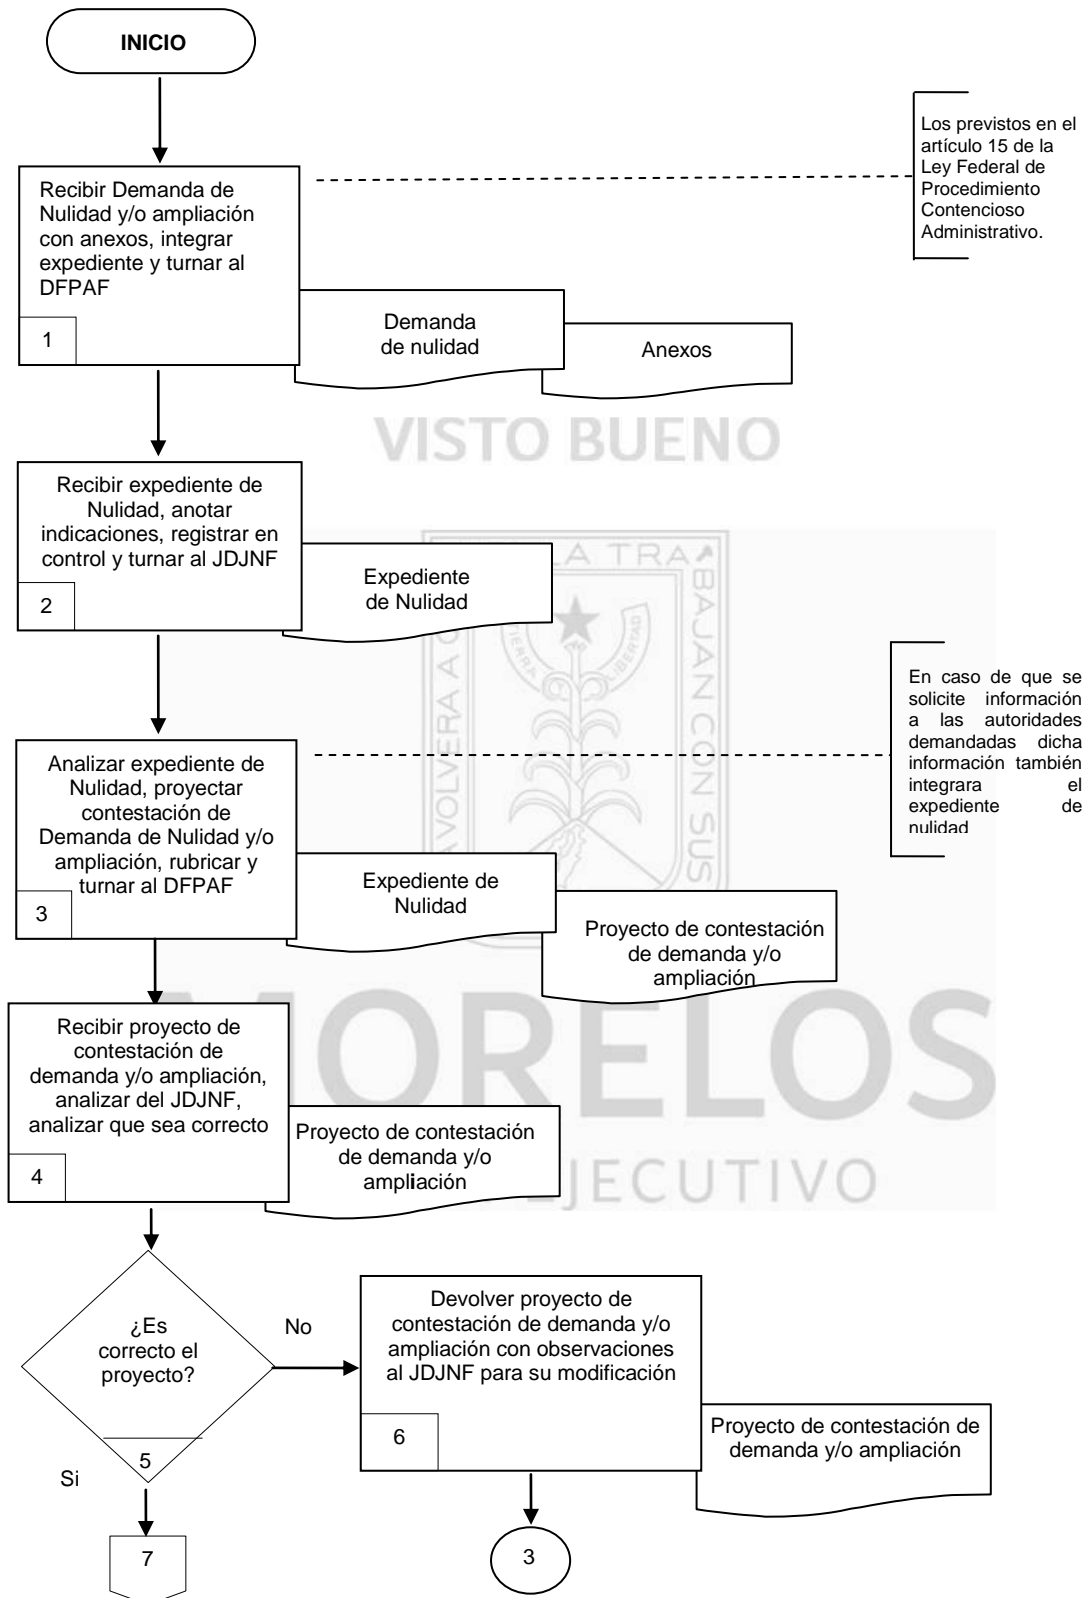 INICIO
Los previstos en el
artículo 15 de la
Ley Federal de
Procedimiento
Contencioso
Administrativo.
Recibir Demanda de
Nulidad y/o ampliación
con anexos, integrar
expediente y turnar al
DFPAF
1
Demanda
de nulidad
Anexos
VISTO BUENO
Recibir expediente de
Nulidad, anotar
indicaciones, registrar en
control y turnar al JDJNF
2
Expediente
de Nulidad
LA TRABAJAN CON SUS
VOLVERA A
TIERRA
LIBERTAD
En caso de que se
solicite información
a las autoridades
demandadas dicha
información también
integrara el
expediente de
nulidad
Analizar expediente de
Nulidad, proyectar
contestación de
Demanda de Nulidad y/o
ampliación, rubricar y
turnar al DFPAF
3
Expediente de
Nulidad
Proyecto de contestación
de demanda y/o
ampliación
MORELOS
EJECUTIVO
Recibir proyecto de
contestación de
demanda y/o ampliación,
analizar del JDJNF,
analizar que sea correcto
4
Proyecto de contestación
de demanda y/o
ampliación
¿Es
correcto el
proyecto?
5
No
Si
Devolver proyecto de
contestación de demanda y/o
ampliación con observaciones
al JDJNF para su modificación
6
Proyecto de contestación de
demanda y/o ampliación
7
3